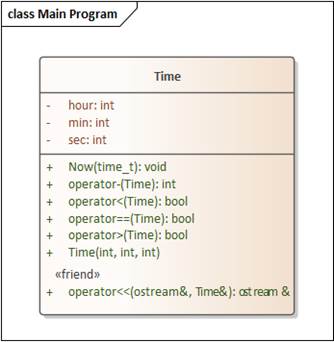 class Main Program
Time
- hour: int
- min: int
- sec: int
+ Now(time_t): void
+ operator-(Time): int
+ operator<(Time): bool
+ operator==(Time): bool
+ operator>(Time): bool
+ Time(int, int, int)
«friend»
+ operator<<(ostream&, Time&): ostream &